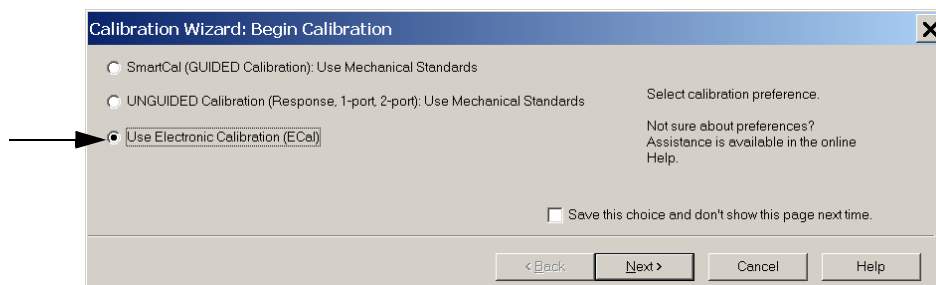 Calibration Wizard: Begin Calibration
SmartCal (GUIDED Calibration): Use Mechanical Standards
UNGUIDED Calibration (Response, 1-port, 2-port): Use Mechanical Standards
Use Electronic Calibration (ECal)
Select calibration preference.
Not sure about preferences?
Assistance is available in the online
Help.
Save this choice and don't show this page next time.
< Back
Next >
Cancel
Help